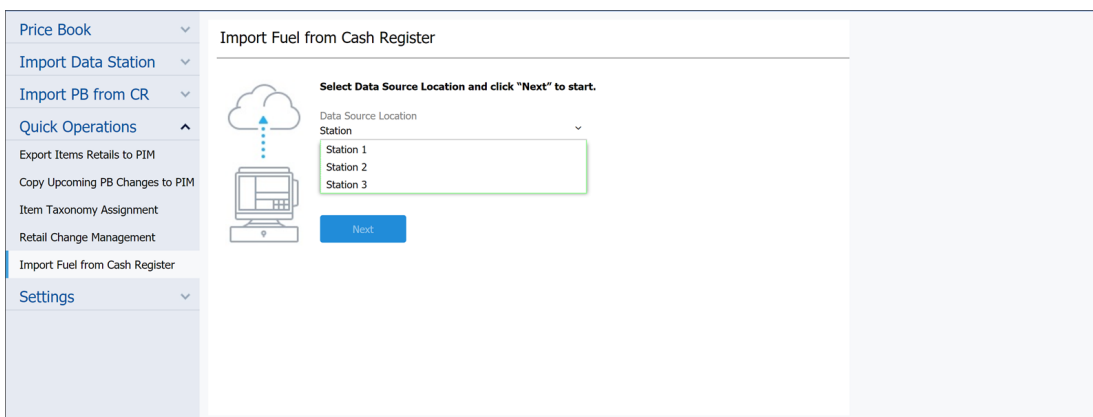 Price Book
Import Data Station
Import PB from CR
Quick Operations
Export Items Retails to PIM
Copy Upcoming PB Changes to PIM
Item Taxonomy Assignment
Retail Change Management
Import Fuel from Cash Register
Settings
Import Fuel from Cash Register
Select Data Source Location and click “Next” to start.
Data Source Location
Station
Station 1
Station 2
Station 3
Next